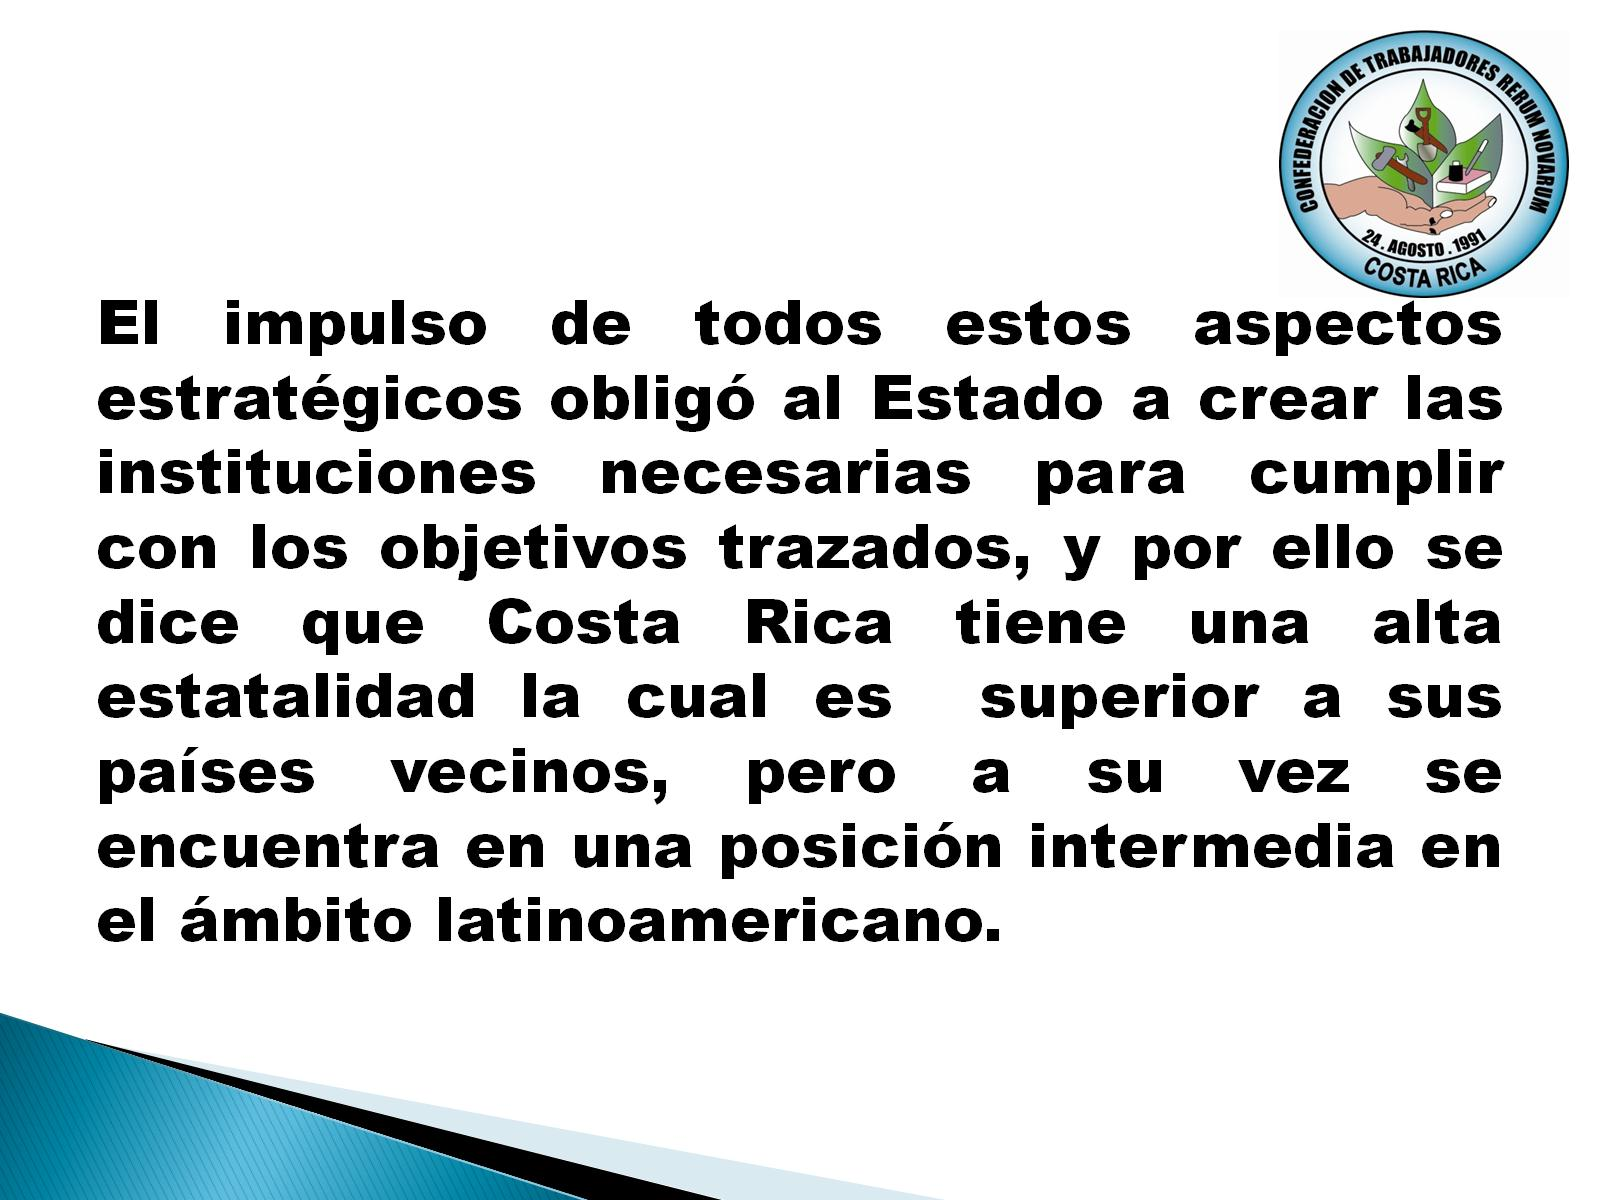 CONFEDERACION DE TRABAJADORES RERUM NOVARUM
24 . AGOSTO . 1991
COSTA RICA
El impulso de todos estos aspectos
estratégicos obligó al Estado a crear las
instituciones necesarias para cumplir
con los objetivos trazados, y por ello se
dice que Costa Rica tiene una alta
estatalidad la cual es superior a sus
países vecinos, pero a su vez se
encuentra en una posición intermedia en
el ámbito latinoamericano.